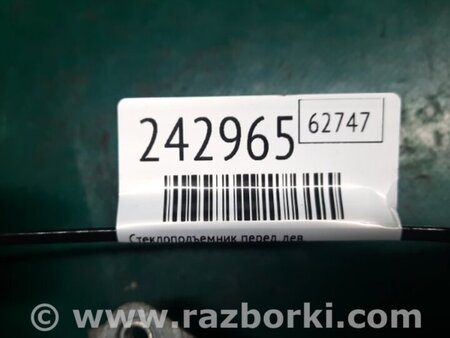 242965
62747
Стеклоподъемник перед лев
© www.razborki.com